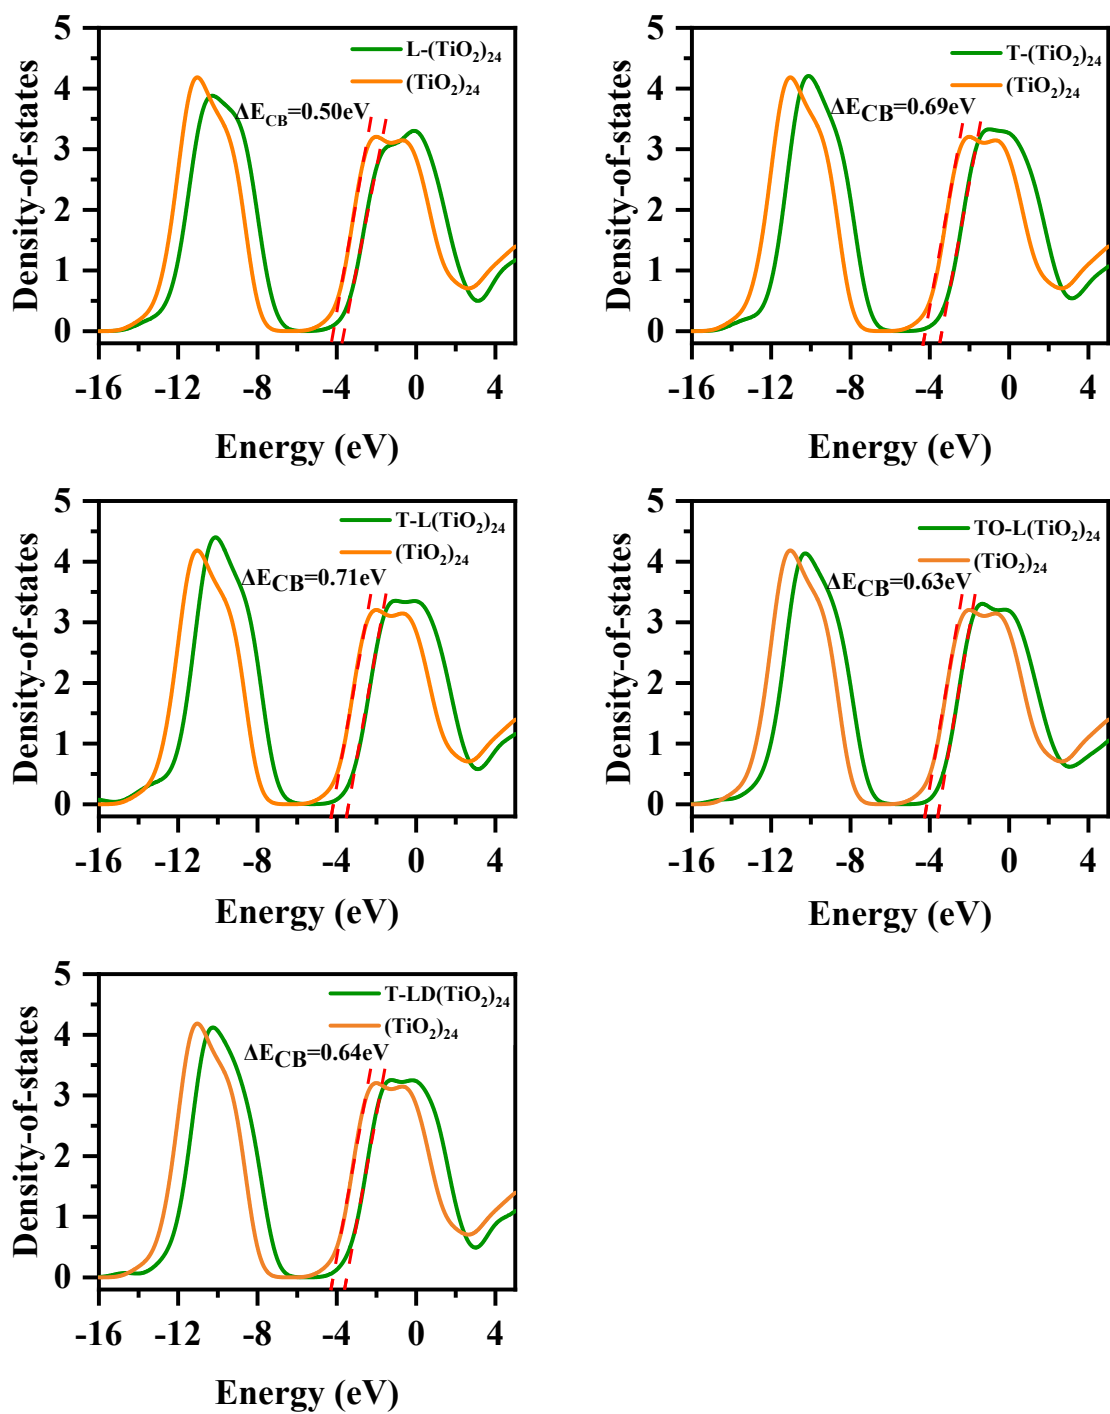 L-(TiO₂)₂₄
(TiO₂)₂₄
ΔE_CB=0.50eV
Density-of-states
5
4
3
2
1
0
-16 -12 -8 -4 0 4
Energy (eV)
T-(TiO₂)₂₄
(TiO₂)₂₄
ΔE_CB=0.69eV
Density-of-states
5
4
3
2
1
0
-16 -12 -8 -4 0 4
Energy (eV)
T-L(TiO₂)₂₄
(TiO₂)₂₄
ΔE_CB=0.71eV
Density-of-states
5
4
3
2
1
0
-16 -12 -8 -4 0 4
Energy (eV)
TO-L(TiO₂)₂₄
(TiO₂)₂₄
ΔE_CB=0.63eV
Density-of-states
5
4
3
2
1
0
-16 -12 -8 -4 0 4
Energy (eV)
T-LD(TiO₂)₂₄
(TiO₂)₂₄
ΔE_CB=0.64eV
Density-of-states
5
4
3
2
1
0
-16 -12 -8 -4 0 4
Energy (eV)